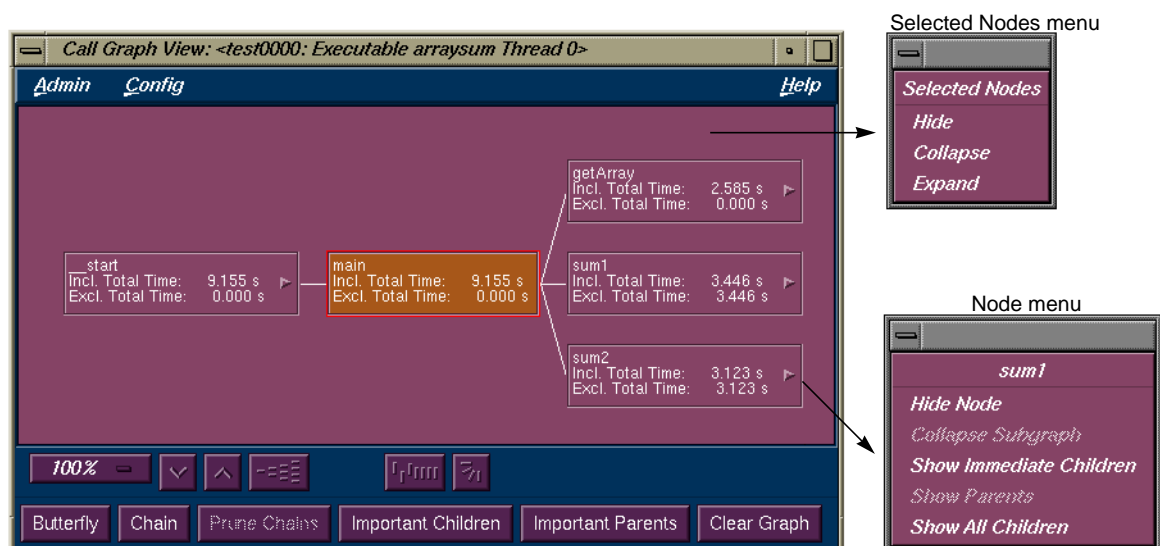 Selected Nodes menu
Call Graph View: <test0000: Executable arraysum Thread 0>
Admin Config Help
Selected Nodes
Hide
Collapse
Expand
getArray
Incl. Total Time: 2.585 s
Excl. Total Time: 0.000 s
__start
Incl. Total Time: 9.155 s
Excl. Total Time: 0.000 s
main
Incl. Total Time: 9.155 s
Excl. Total Time: 0.000 s
sum1
Incl. Total Time: 3.446 s
Excl. Total Time: 3.446 s
sum2
Incl. Total Time: 3.123 s
Excl. Total Time: 3.123 s
Node menu
sum1
Hide Node
Collapse Subgraph
Show Immediate Children
Show Parents
Show All Children
100%
Butterfly Chain Prune Chains Important Children Important Parents Clear Graph